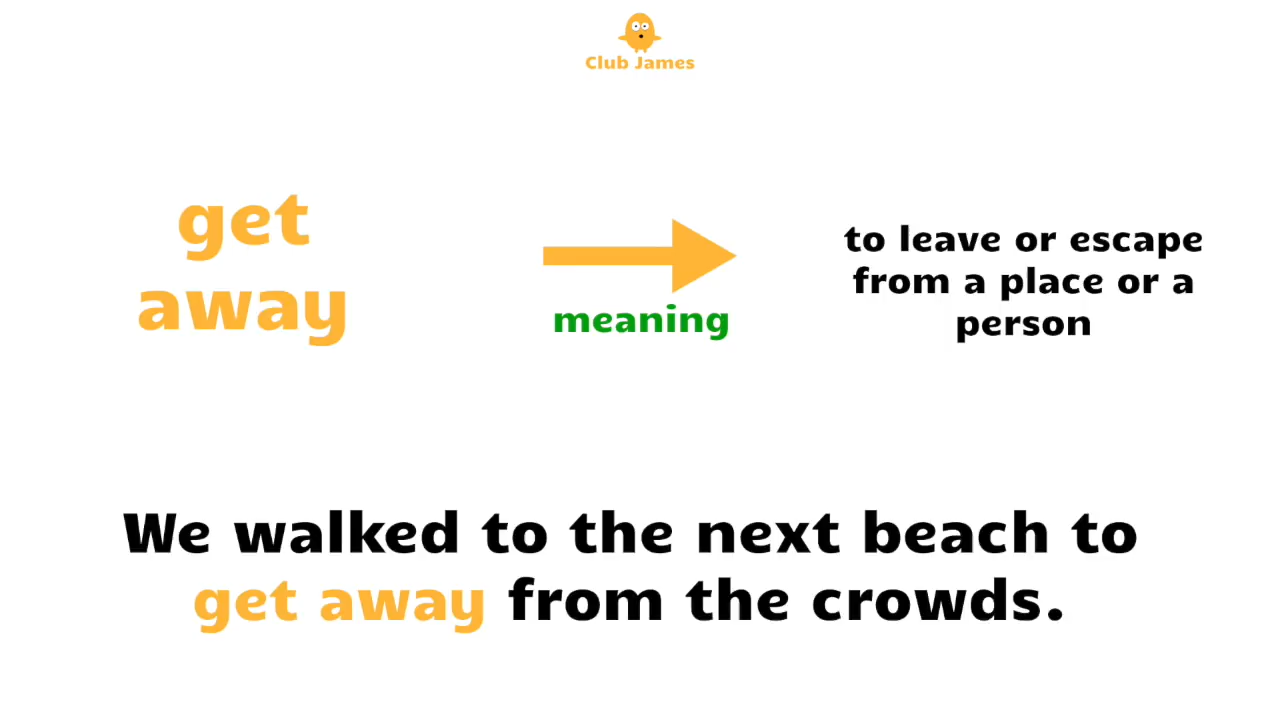 Club James
get
away
meaning
to leave or escape
from a place or a
person
We walked to the next beach to
get away from the crowds.